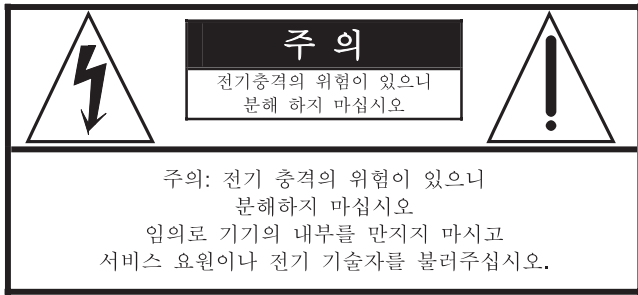 주 의
전기충격의 위험이 있으니
분해 하지 마십시오
주의: 전기 충격의 위험이 있으니
분해하지 마십시오
임의로 기기의 내부를 만지지 마시고
서비스 요원이나 전기 기술자를 불러주십시오.